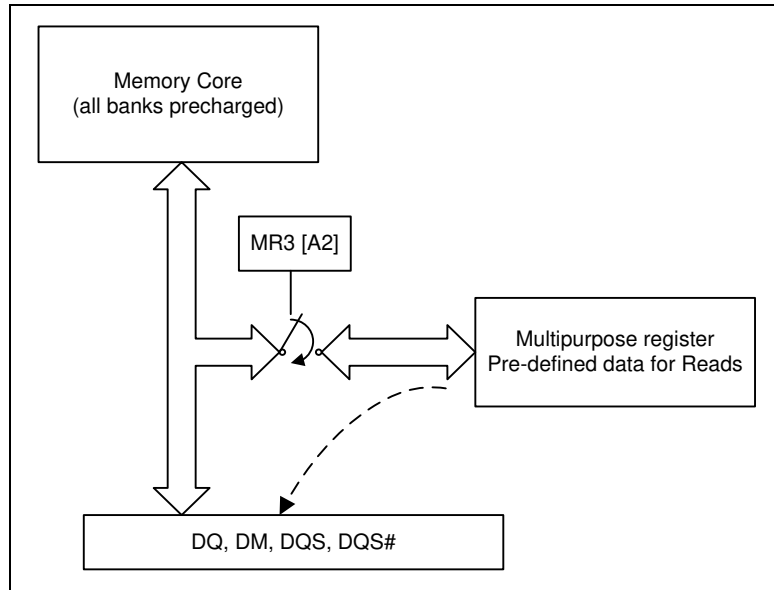 Memory Core
(all banks precharged)
MR3 [A2]
Multipurpose register
Pre-defined data for Reads
DQ, DM, DQS, DQS#